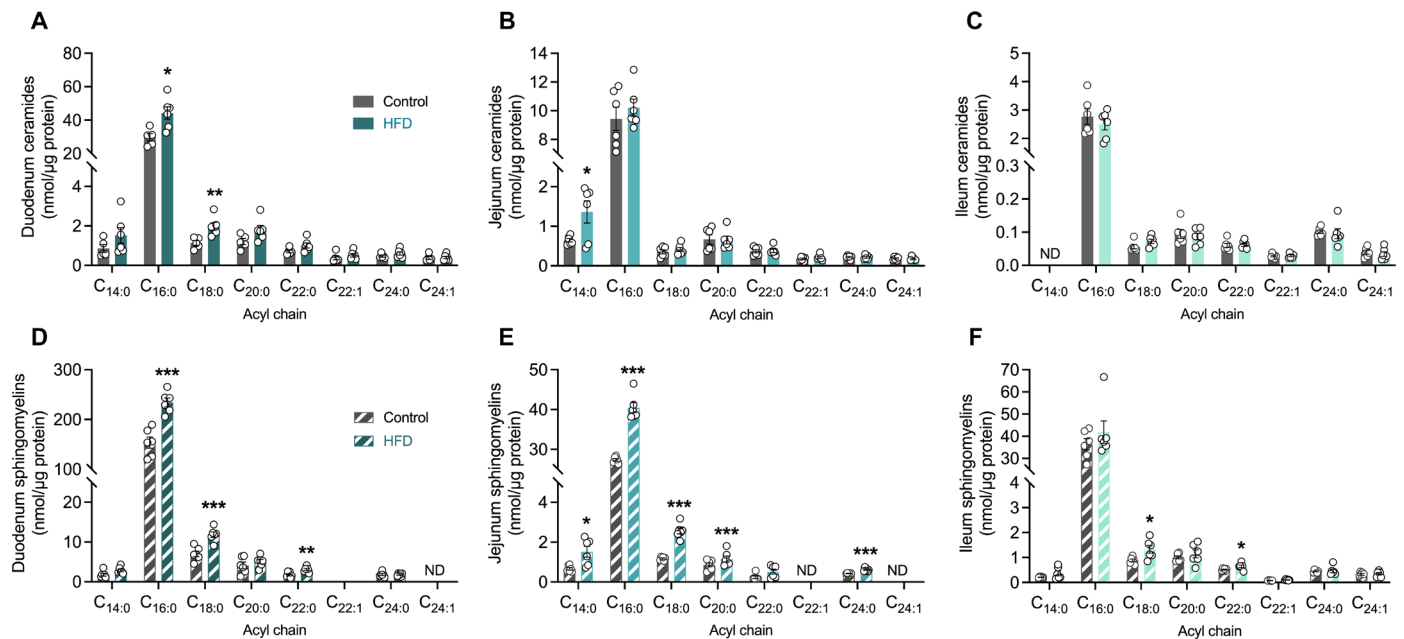 A
Duodenum ceramides
(nmol/µg protein)
80
60
40
20
4
2
0
*
**
Control
HFD
C14:0 C16:0 C18:0 C20:0 C22:0 C22:1 C24:0 C24:1
Acyl chain
B
Jejunum ceramides
(nmol/µg protein)
14
12
10
8
2
1
0
*
C14:0 C16:0 C18:0 C20:0 C22:0 C22:1 C24:0 C24:1
Acyl chain
C
Ileum ceramides
(nmol/µg protein)
5
4
3
2
0.3
0.2
0.1
0.0
ND
C14:0 C16:0 C18:0 C20:0 C22:0 C22:1 C24:0 C24:1
Acyl chain
D
Duodenum sphingomyelins
(nmol/µg protein)
300
200
100
20
10
0
***
***
**
Control
HFD
ND
C14:0 C16:0 C18:0 C20:0 C22:0 C22:1 C24:0 C24:1
Acyl chain
E
Jejunum sphingomyelins
(nmol/µg protein)
50
40
30
4
2
0
*
***
***
***
ND
***
ND
C14:0 C16:0 C18:0 C20:0 C22:0 C22:1 C24:0 C24:1
Acyl chain
F
Ileum sphingomyelins
(nmol/µg protein)
70
60
50
40
30
4
3
2
1
0
*
*
C14:0 C16:0 C18:0 C20:0 C22:0 C22:1 C24:0 C24:1
Acyl chain